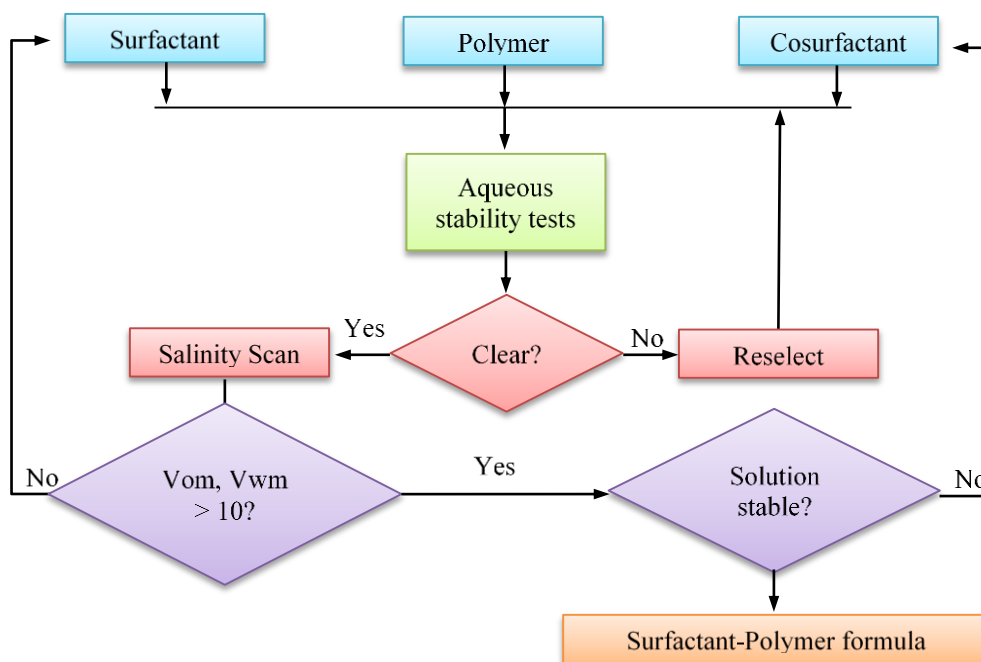 Surfactant
Polymer
Cosurfactant
Aqueous
stability tests
Yes
Clear?
No
Salinity Scan
Reselect
No
Vom, Vwm
> 10?
Yes
Solution
stable?
No
Surfactant-Polymer formula